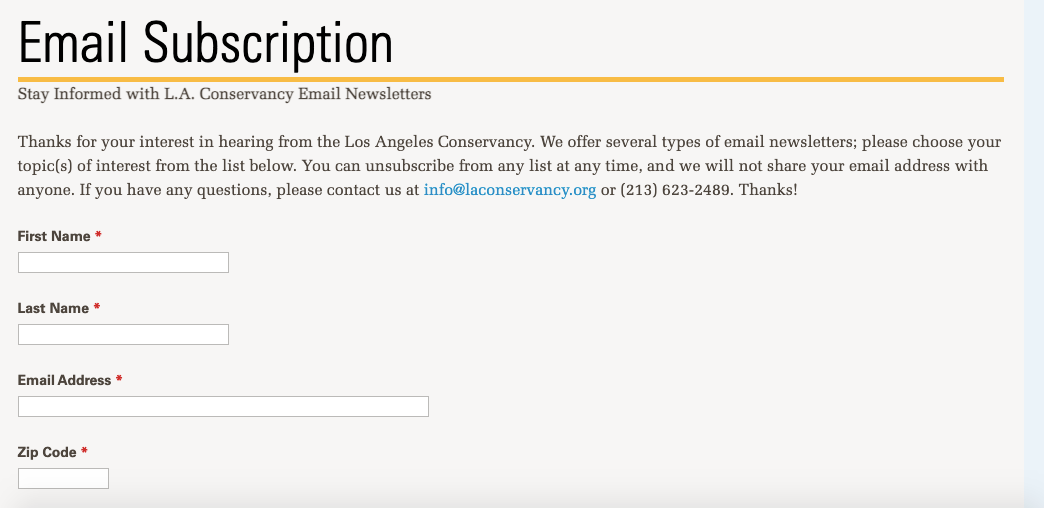 Email Subscription
Stay Informed with L.A. Conservancy Email Newsletters
Thanks for your interest in hearing from the Los Angeles Conservancy. We offer several types of email newsletters; please choose your
topic(s) of interest from the list below. You can unsubscribe from any list at any time, and we will not share your email address with
anyone. If you have any questions, please contact us at info@laconservancy.org or (213) 623-2489. Thanks!
First Name *
Last Name *
Email Address *
Zip Code *